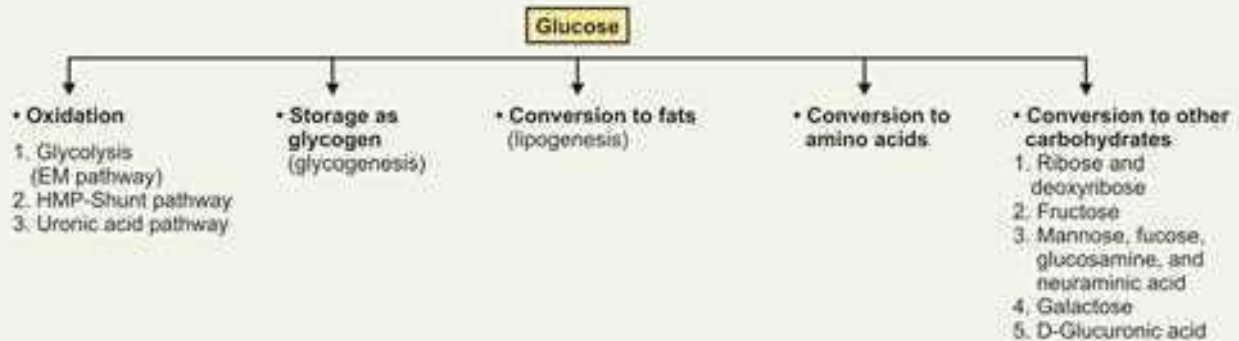 Glucose
• Oxidation
1. Glycolysis
(EM pathway)
2. HMP-Shunt pathway
3. Uronic acid pathway
• Storage as
glycogen
(glycogenesis)
• Conversion to fats
(lipogenesis)
• Conversion to
amino acids
• Conversion to other
carbohydrates
1. Ribose and
deoxyribose
2. Fructose
3. Mannose, fucose,
glucosamine, and
neuraminic acid
4. Galactose
5. D-Glucuronic acid